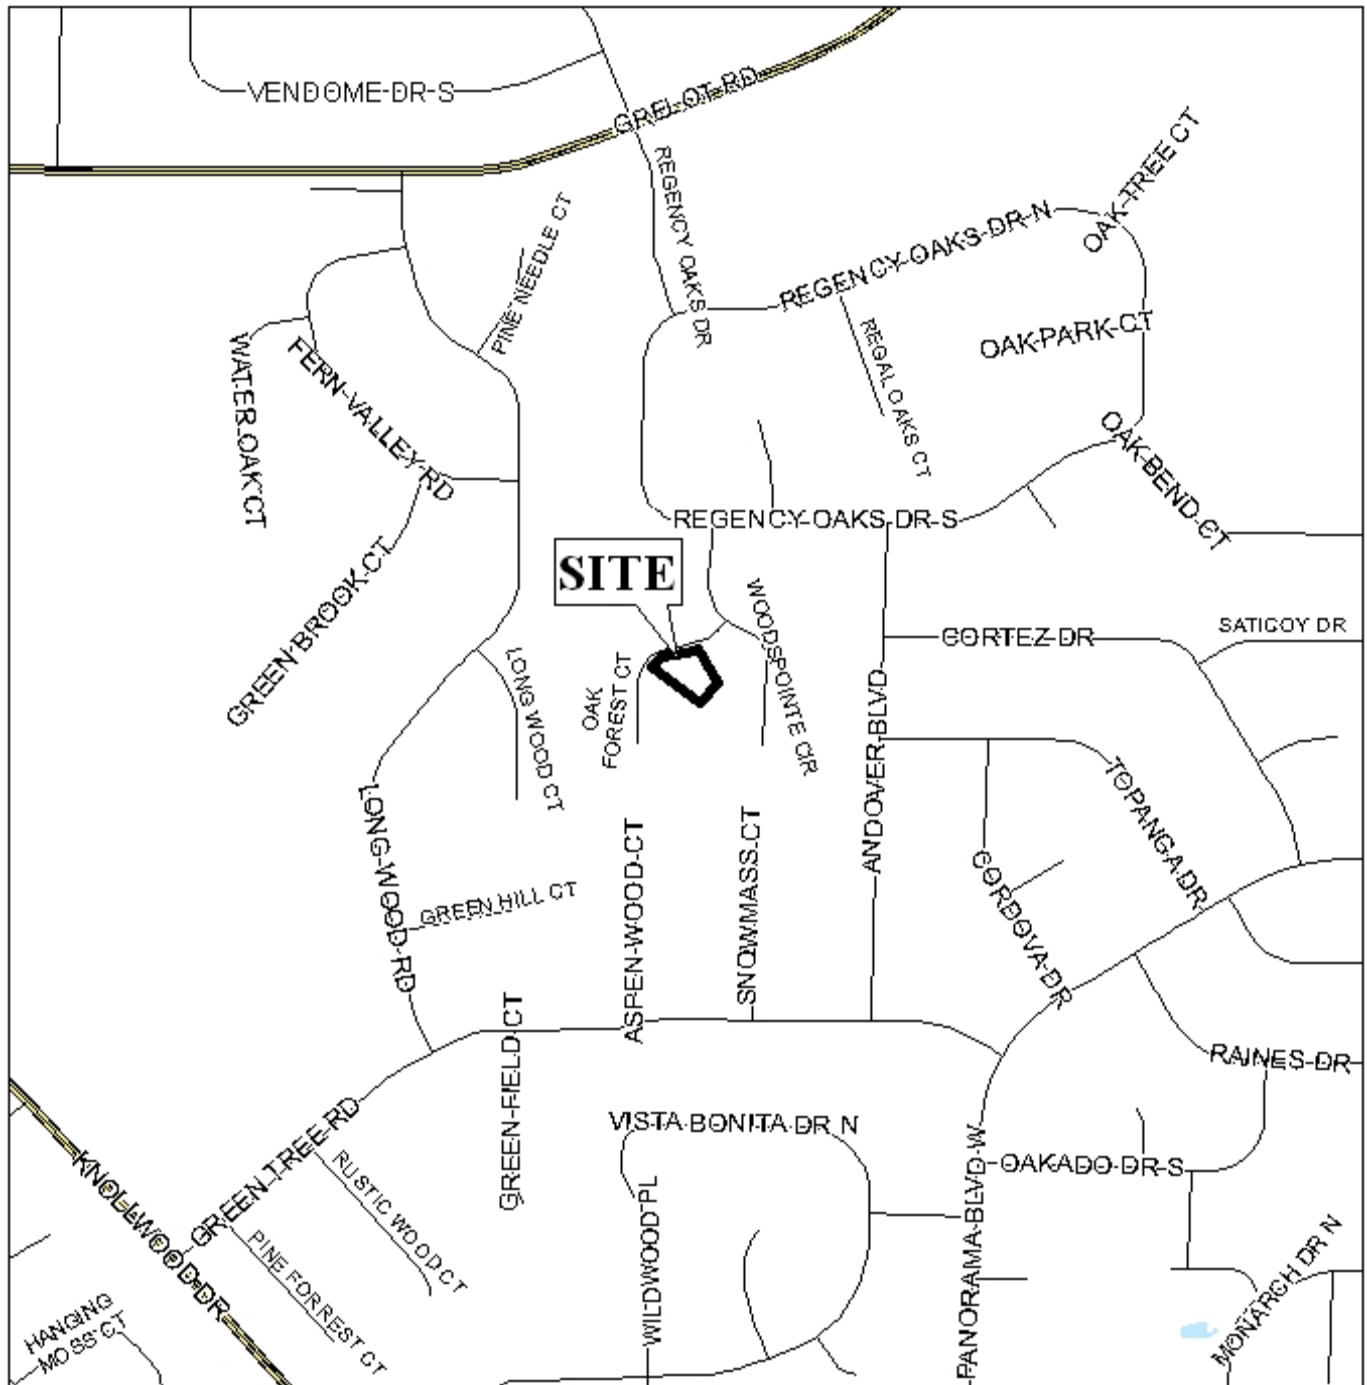 VENDOME DR S
GRELOT RD
OAK TREE CT
REGENCY OAKS DR
PINE NEEDLE CT
REGENCY OAKS DR N
OAK PARK CT
REGAL OAKS CT
WATER OAK CT
FERN VALLEY RD
OAK BEND CT
REGENCY OAKS DR S
SITE
GREEN BROOK CT
WOODSPOINTE CIR
CORTEZ DR
SATICOY DR
LONG WOOD CT
OAK
FOREST CT
ANDOVER BLVD
TOPANGA DR
LONG WOOD RD
GREEN HILL CT
ASPEN WOOD CT
SNOWMASS CT
CORDOVA DR
GREEN FIELD CT
RAINES DR
VISTA BONITA DR N
GREEN TREE RD
RUSTIC WOOD CT
KNOLLWOOD DR
PINE FORREST CT
WILDWOOD PL
PANORAMA BLVD W
OAKADO DR S
MONARCH DR N
HANGING
MOSS CT